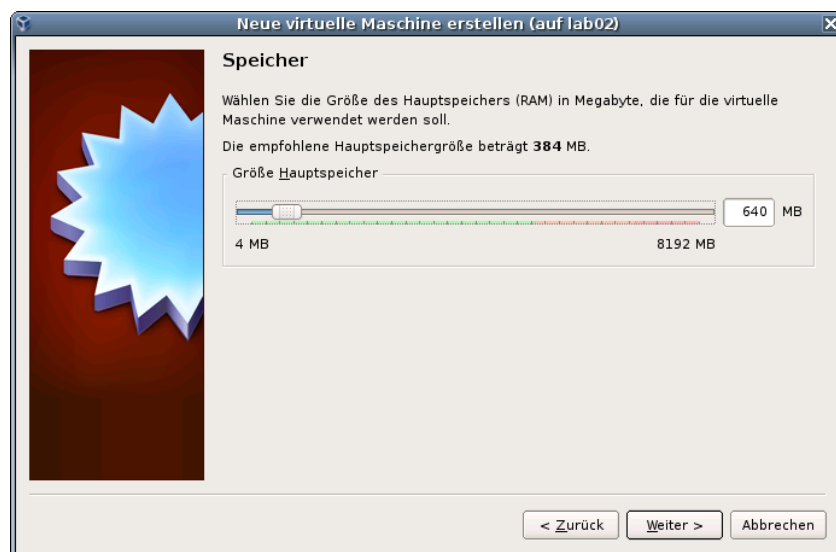 Neue virtuelle Maschine erstellen (auf lab02)
Speicher
Wählen Sie die Größe des Hauptspeichers (RAM) in Megabyte, die für die virtuelle
Maschine verwendet werden soll.
Die empfohlene Hauptspeichergröße beträgt 384 MB.
Größe Hauptspeicher
640 MB
4 MB 8192 MB
< Zurück Weiter > Abbrechen